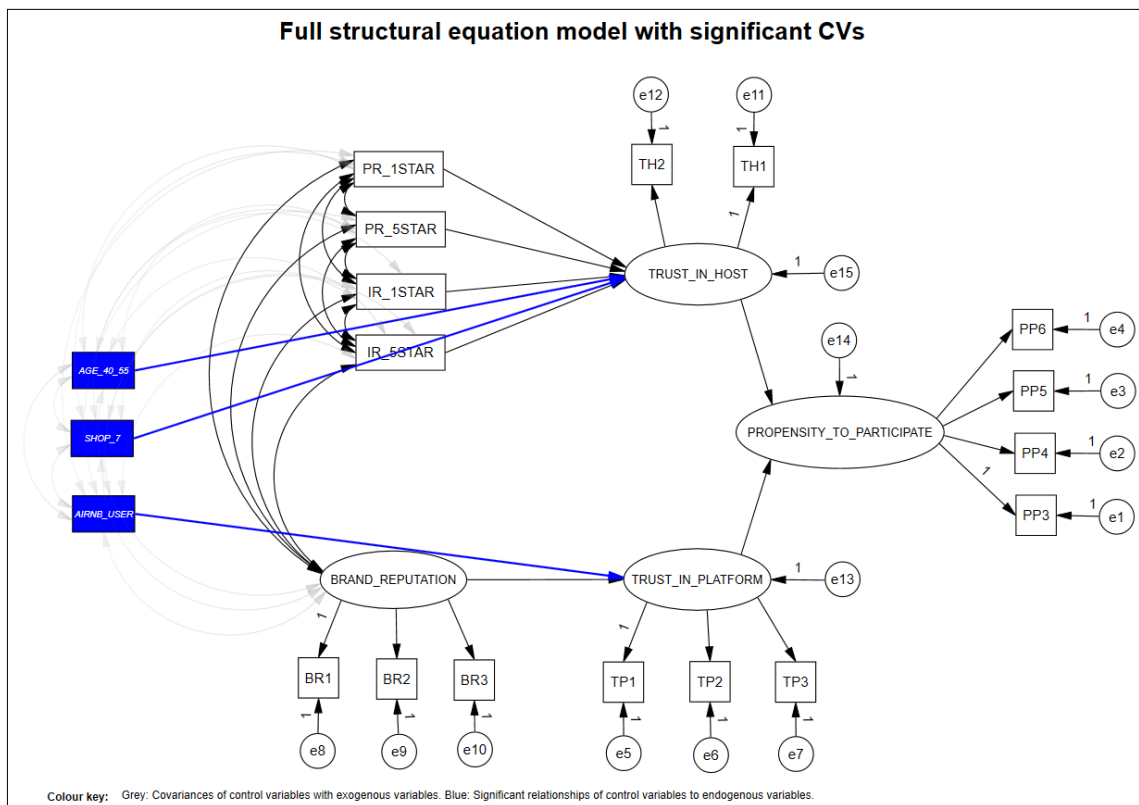 Full structural equation model with significant CVs
e12
e11
1
1
TH2
TH1
PR_1STAR
1
PR_5STAR
TRUST_IN_HOST
1
e15
IR_1STAR
PP6
1
e4
IR_5STAR
e14
AGE_40_55
1
PP5
1
e3
SHOP_7
PROPENSITY_TO_PARTICIPATE
PP4
1
e2
1
AIRNB_USER
PP3
1
e1
BRAND_REPUTATION
TRUST_IN_PLATFORM
1
e13
1
1
BR1
BR2
BR3
TP1
TP2
TP3
1
1
1
1
1
1
e8
e9
e10
e5
e6
e7
Colour key: Grey: Covariances of control variables with exogenous variables. Blue: Significant relationships of control variables to endogenous variables.